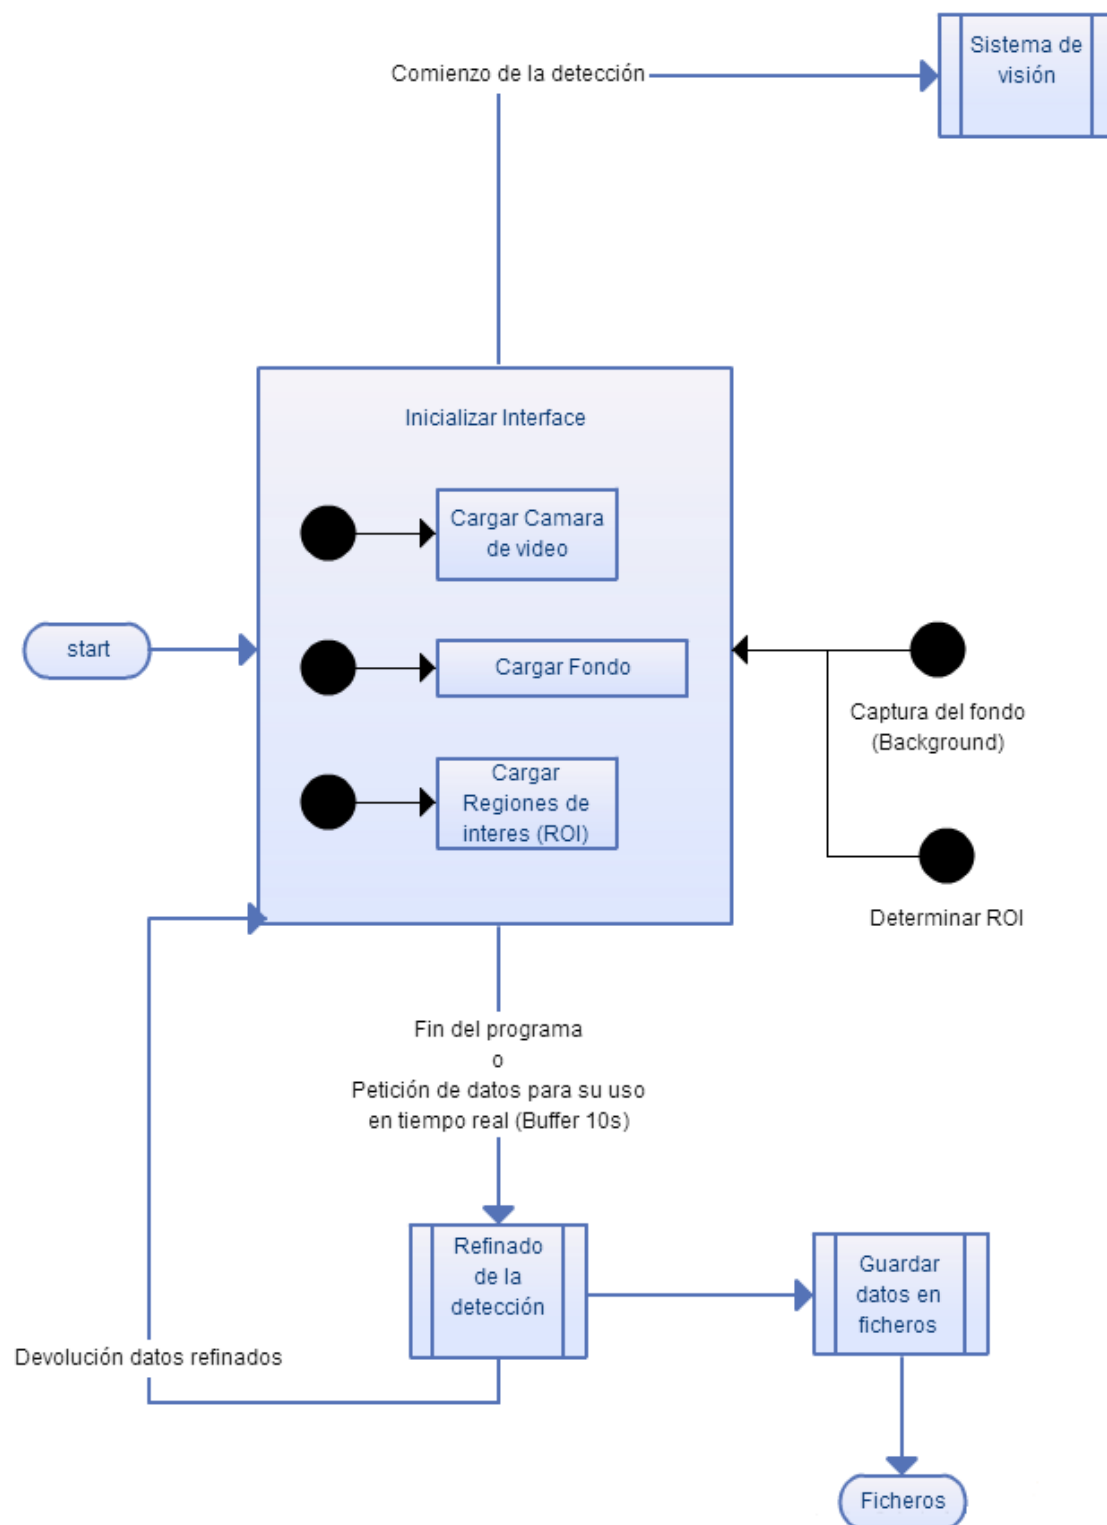 Sistema de
visión
Comienzo de la detección
Inicializar Interface
Cargar Camara
de video
start
Cargar Fondo
Captura del fondo
(Background)
Cargar
Regiones de
interes (ROI)
Determinar ROI
Fin del programa
o
Petición de datos para su uso
en tiempo real (Buffer 10s)
Refinado
de la
detección
Guardar
datos en
ficheros
Devolución datos refinados
Ficheros